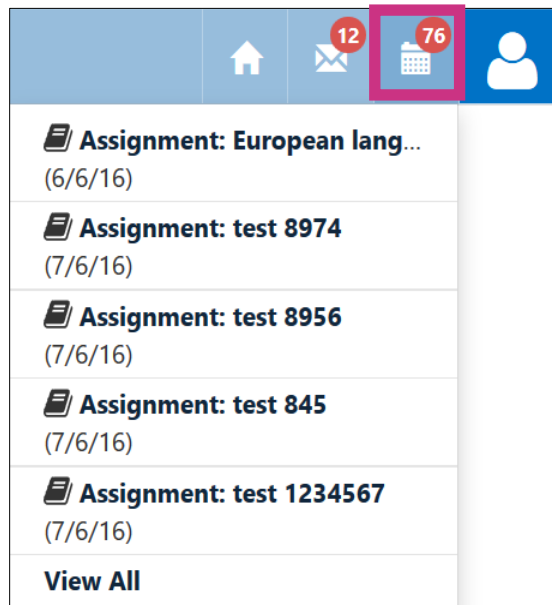 12
76
Assignment: European lang...
(6/6/16)
Assignment: test 8974
(7/6/16)
Assignment: test 8956
(7/6/16)
Assignment: test 845
(7/6/16)
Assignment: test 1234567
(7/6/16)
View All